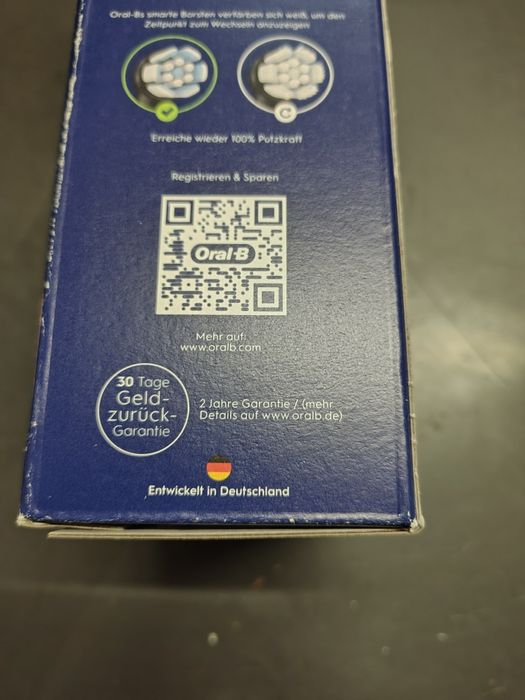 Oral-Bs smarte Borsten verfärben sich weiß, um den
Zeitpunkt zum Wechseln anzuzeigen
Erreiche wieder 100% Putzkraft
Registrieren & Sparen
Oral-B
Mehr auf:
www.oralb.com
30 Tage
Geld-
zurück-
Garantie
2 Jahre Garantie / (mehr
Details auf www.oralb.de)
Entwickelt in Deutschland